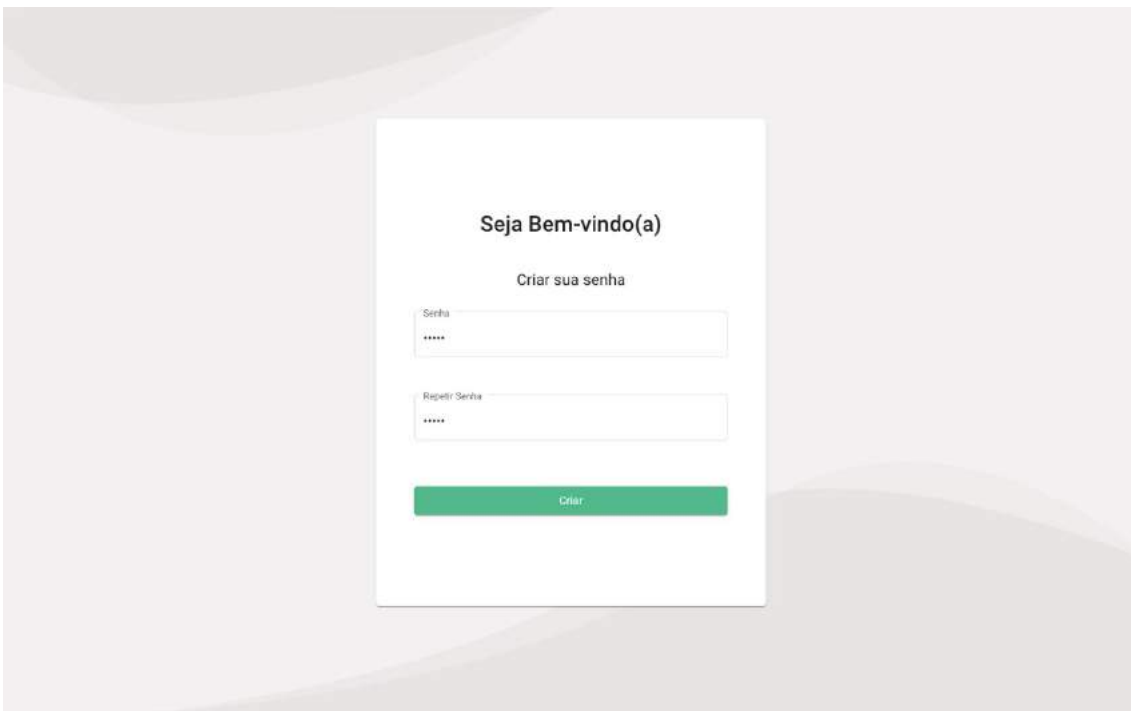 Seja Bem-vindo(a)
Criar sua senha
Senha
•••••
Repetir Senha
•••••
Criar